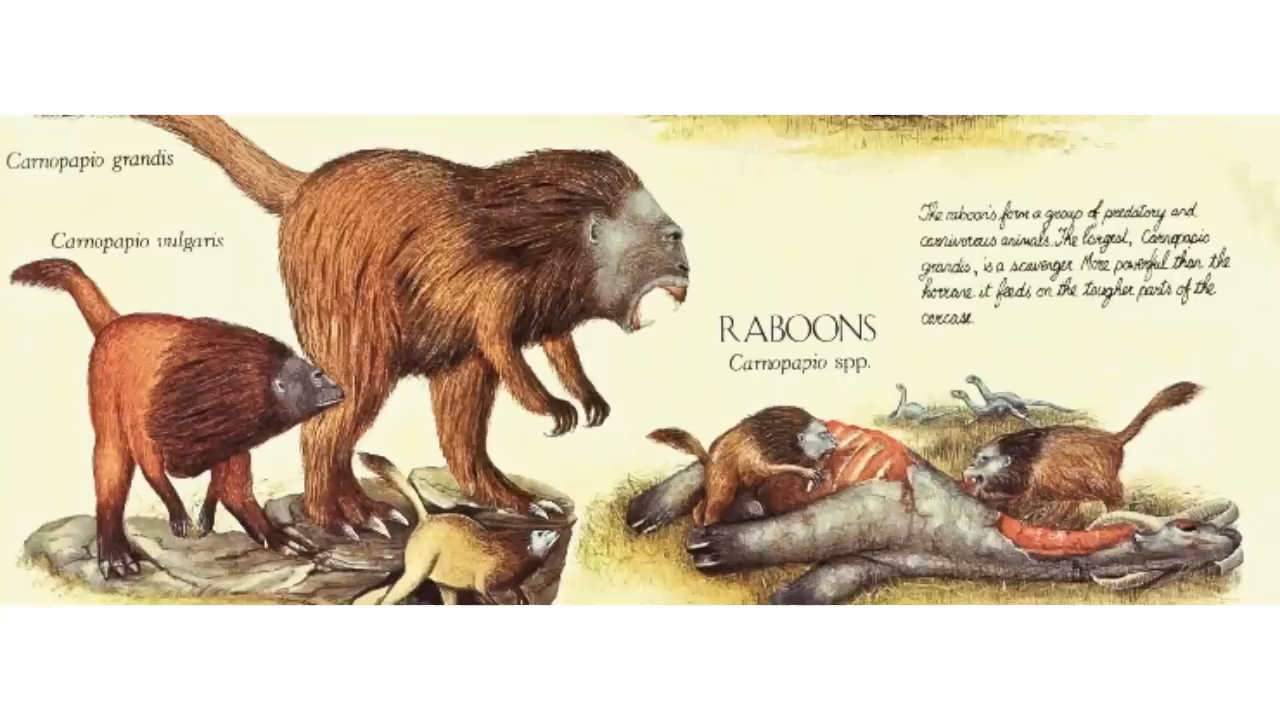 Carnopapio grandis
Carnopapio vulgaris
RABOONS
Carnopapio spp.
The raboons form a group of predatory and
carnivorous animals. The largest, Carnopapio
grandis, is a scavenger. More powerful than the
horrane it feeds on the tougher parts of the
carcase.